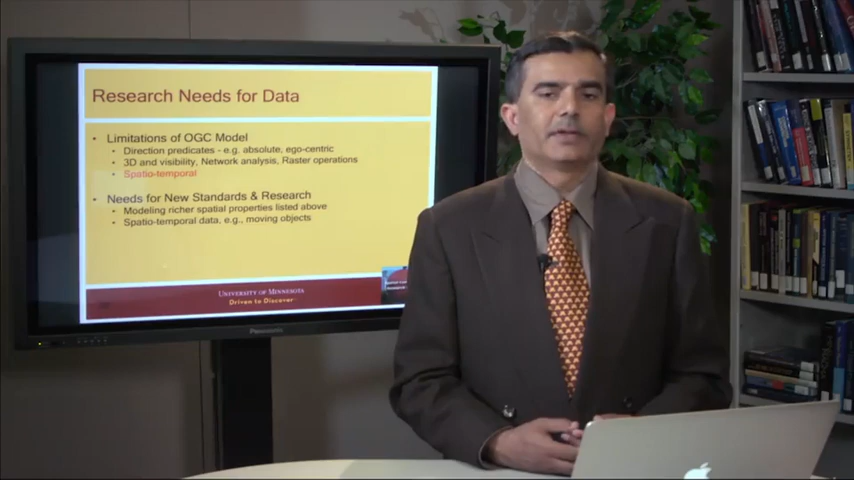 Research Needs for Data
• Limitations of OGC Model
• Direction predicates - e.g. absolute, ego-centric
• 3D and visibility, Network analysis, Raster operations
• Spatio-temporal
• Needs for New Standards & Research
• Modeling richer spatial properties listed above
• Spatio-temporal data, e.g., moving objects
UNIVERSITY OF MINNESOTA
Driven to Discover
Panasonic